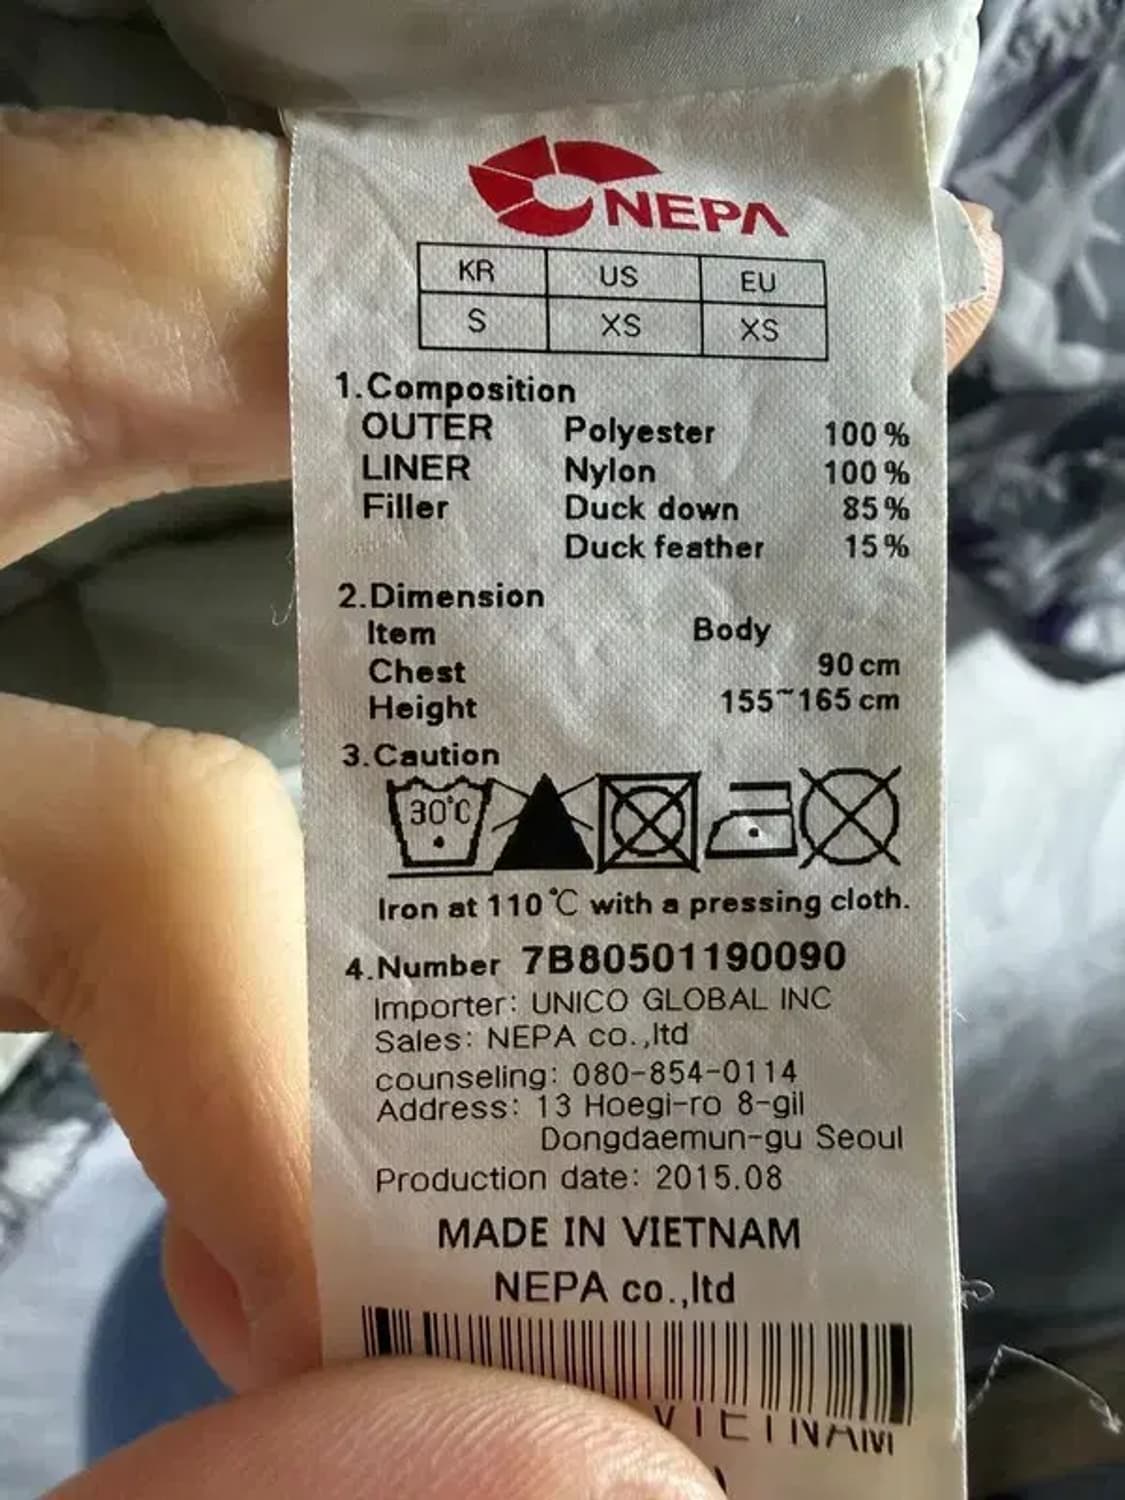 NEPA
KR US EU
S XS XS
1.Composition
OUTER Polyester 100%
LINER Nylon 100%
Filler Duck down 85%
Duck feather 15%
2.Dimension
Item Body
Chest 90cm
Height 155~165cm
3.Caution
30°C
Iron at 110℃ with a pressing cloth.
4.Number 7B80501190090
Importer: UNICO GLOBAL INC
Sales: NEPA co.,ltd
counseling: 080-854-0114
Address: 13 Hoegi-ro 8-gil
Dongdaemun-gu Seoul
Production date: 2015.08
MADE IN VIETNAM
NEPA co.,ltd
VIETNAM